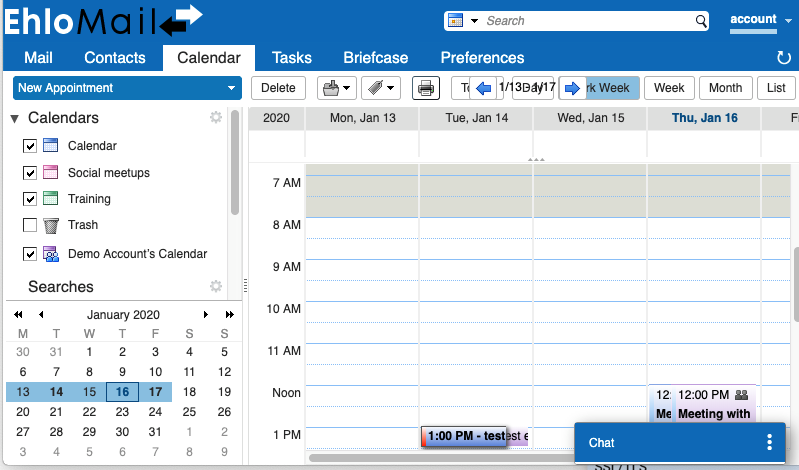 EhloMail
Search
account
Mail Contacts Calendar Tasks Briefcase Preferences
New Appointment
Delete
1/13 - 1/17
Day
rk Week
Week
Month
List
Calendars
Calendar
Social meetups
Training
Trash
Demo Account's Calendar
Searches
January 2020
M T W T F S S
30 31 1 2 3 4 5
6 7 8 9 10 11 12
13 14 15 16 17 18 19
20 21 22 23 24 25 26
27 28 29 30 31 1 2
3 4 5 6 7 8 9
2020 Mon, Jan 13 Tue, Jan 14 Wed, Jan 15 Thu, Jan 16 F
7 AM
8 AM
9 AM
10 AM
11 AM
Noon
12: 12:00 PM
Me Meeting with
1 PM
1:00 PM - test
Chat